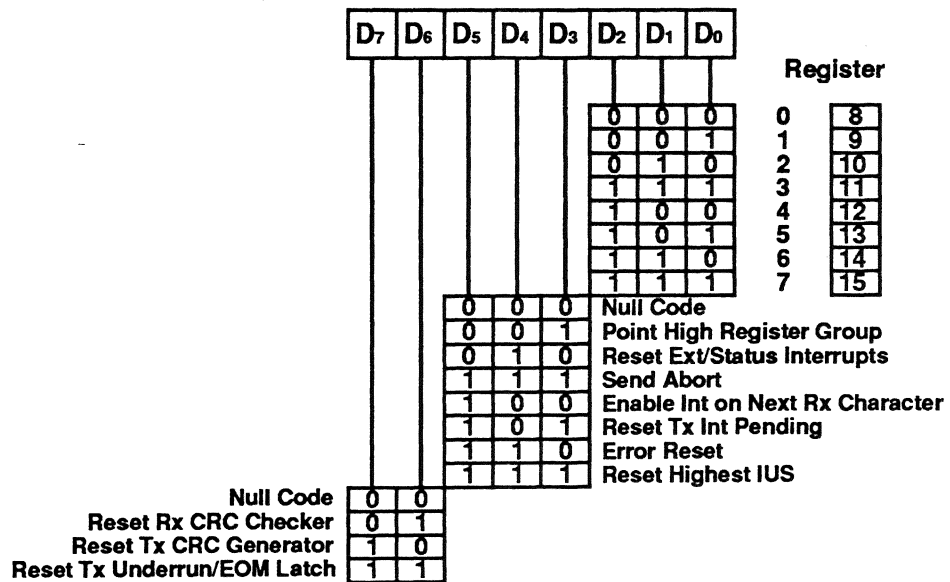 D7 D6 D5 D4 D3 D2 D1 D0
Register
0 0 0 0 8
0 0 1 1 9
0 1 0 2 10
1 1 1 3 11
1 0 0 4 12
1 0 1 5 13
1 1 0 6 14
1 1 1 7 15
0 0 0 Null Code
0 0 1 Point High Register Group
0 1 0 Reset Ext/Status Interrupts
1 1 1 Send Abort
1 0 0 Enable Int on Next Rx Character
1 0 1 Reset Tx Int Pending
1 1 0 Error Reset
1 1 1 Reset Highest IUS
Null Code 0 0
Reset Rx CRC Checker 0 1
Reset Tx CRC Generator 1 0
Reset Tx Underrun/EOM Latch 1 1